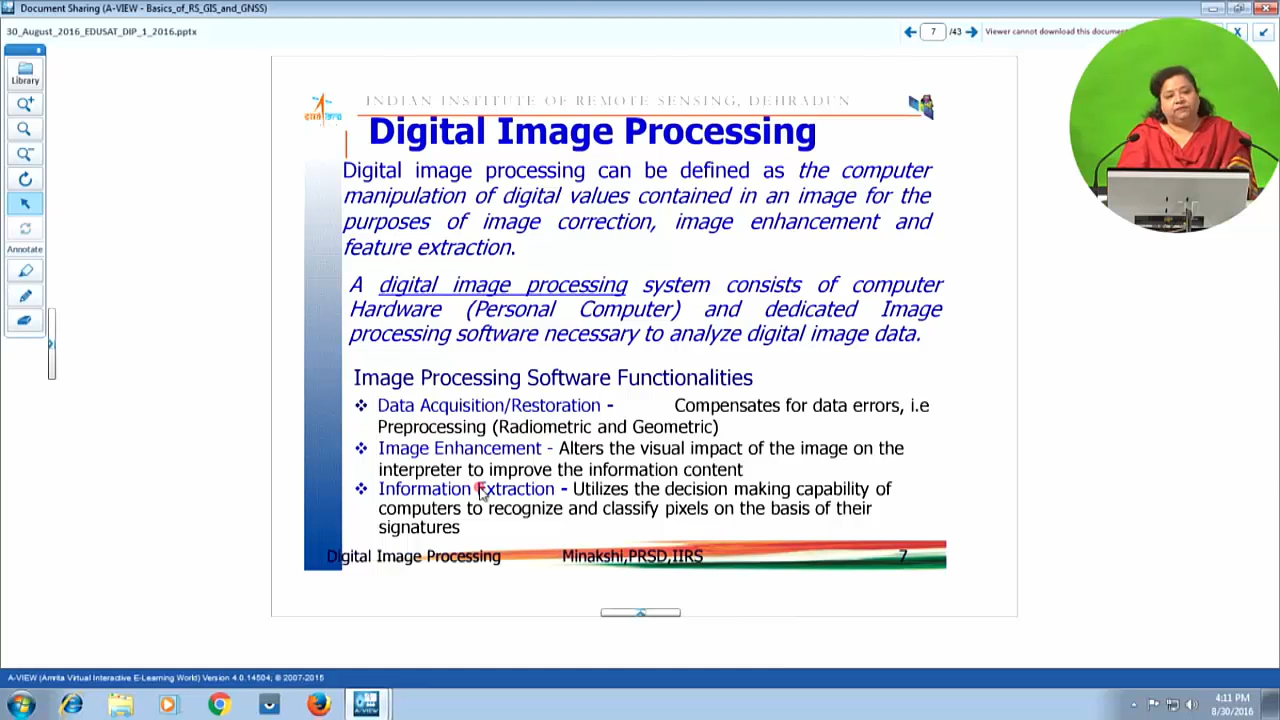 Document Sharing (A-VIEW - Basics_of_RS_GIS_and_GNSS)
30_August_2016_EDUSAT_DIP_1_2016.pptx
7 /43 Viewer cannot download this docume
Library
Annotate
INDIAN INSTITUTE OF REMOTE SENSING, DEHRADUN
Digital Image Processing
Digital image processing can be defined as the computer
manipulation of digital values contained in an image for the
purposes of image correction, image enhancement and
feature extraction.
A digital image processing system consists of computer
Hardware (Personal Computer) and dedicated Image
processing software necessary to analyze digital image data.
Image Processing Software Functionalities
❖ Data Acquisition/Restoration - Compensates for data errors, i.e
Preprocessing (Radiometric and Geometric)
❖ Image Enhancement - Alters the visual impact of the image on the
interpreter to improve the information content
❖ Information Extraction - Utilizes the decision making capability of
computers to recognize and classify pixels on the basis of their
signatures
Digital Image Processing Minakshi,PRSD,IIRS 7
A-VIEW (Amrita Virtual Interactive E-Learning World) Version 4.0.14504; © 2007-2015
A-VIEW
4:11 PM
8/30/2016